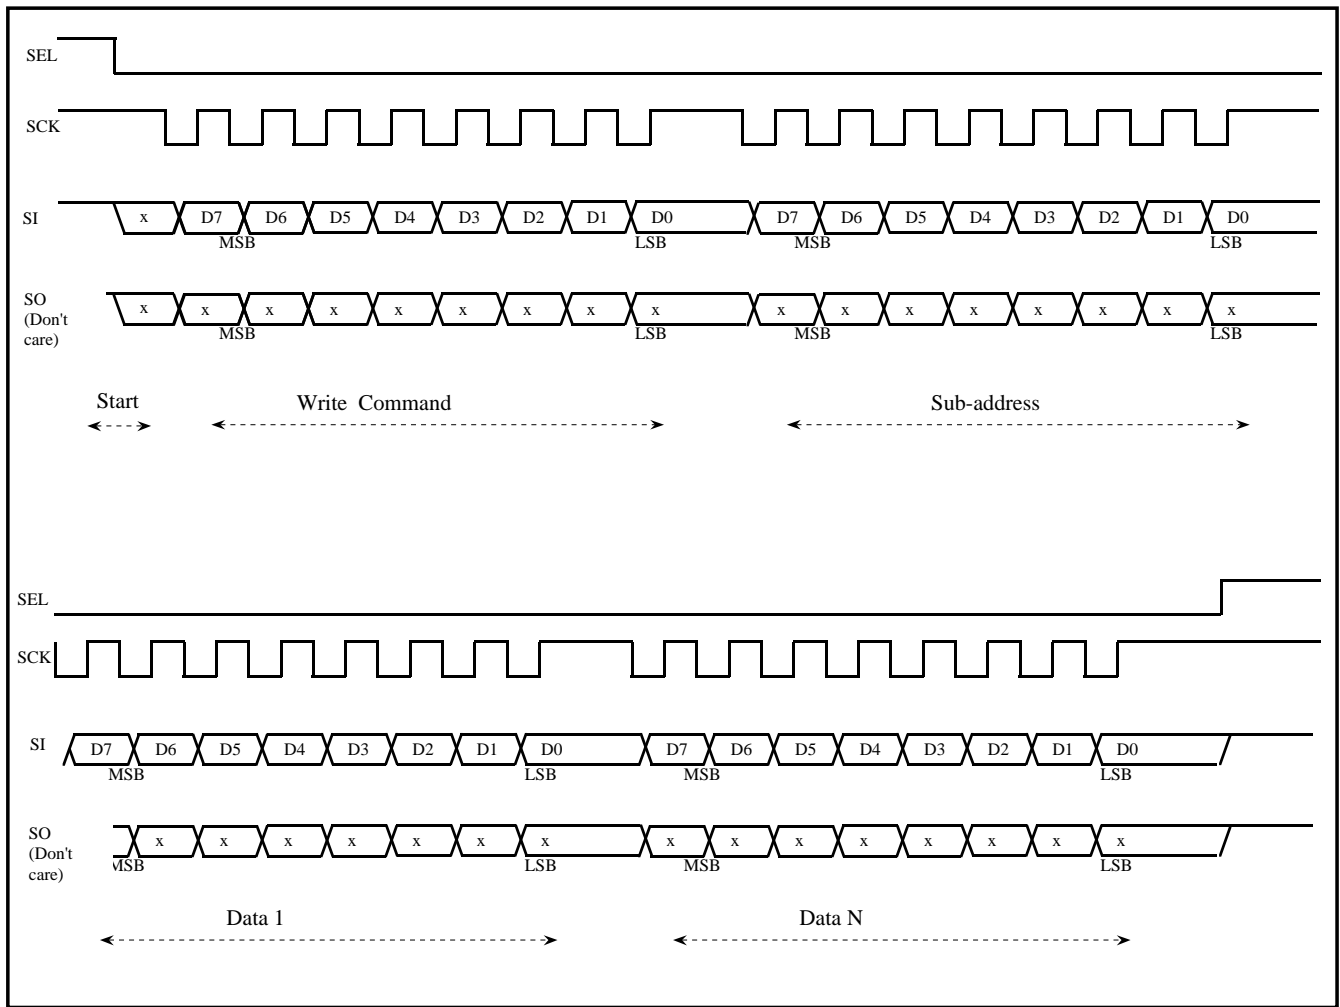 SEL
SCK
SI x D7 D6 D5 D4 D3 D2 D1 D0 D7 D6 D5 D4 D3 D2 D1 D0
MSB LSB MSB LSB
SO
(Don't
care)
x x x x x x x x x x x x x x x x x
MSB LSB MSB LSB
Start Write Command Sub-address
SEL
SCK
SI D7 D6 D5 D4 D3 D2 D1 D0 D7 D6 D5 D4 D3 D2 D1 D0
MSB LSB MSB LSB
SO
(Don't
care)
x x x x x x x x x x x x x x x
MSB LSB MSB LSB
Data 1 Data N